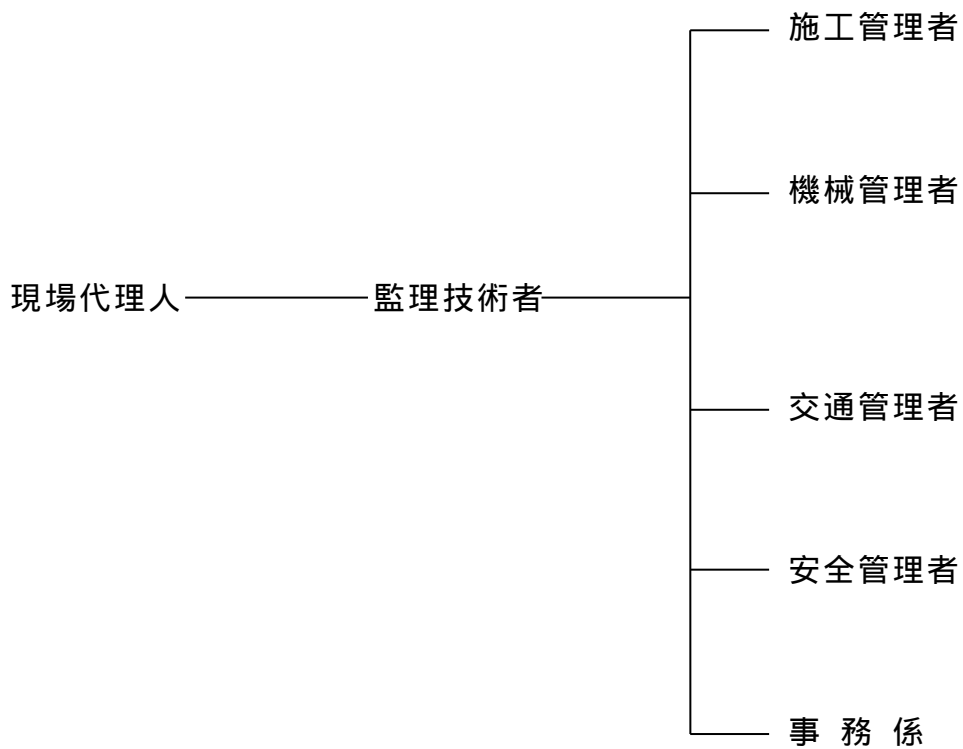 施工管理者
機械管理者
現場代理人 監理技術者
交通管理者
安全管理者
事務係